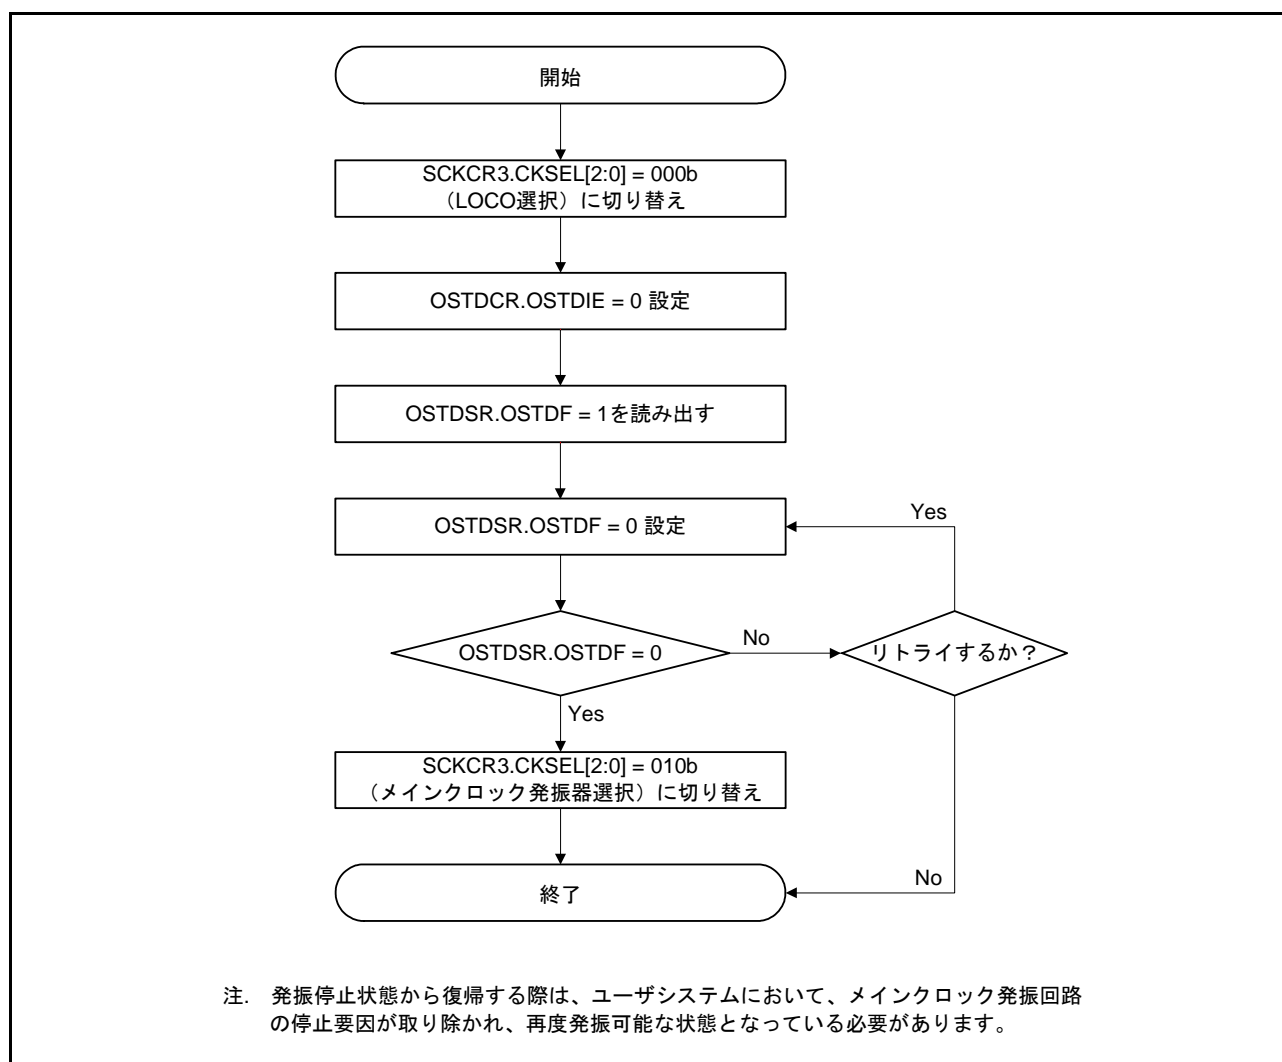 開始
SCKCR3.CKSEL[2:0] = 000b
（LOCO選択）に切り替え
OSTDCR.OSTDIE = 0 設定
OSTDSR.OSTDF = 1を読み出す
OSTDSR.OSTDF = 0 設定
Yes
OSTDSR.OSTDF = 0
No
リトライするか？
Yes
SCKCR3.CKSEL[2:0] = 010b
（メインクロック発振器選択）に切り替え
No
終了
注. 発振停止状態から復帰する際は、ユーザシステムにおいて、メインクロック発振回路
の停止要因が取り除かれ、再度発振可能な状態となっている必要があります。